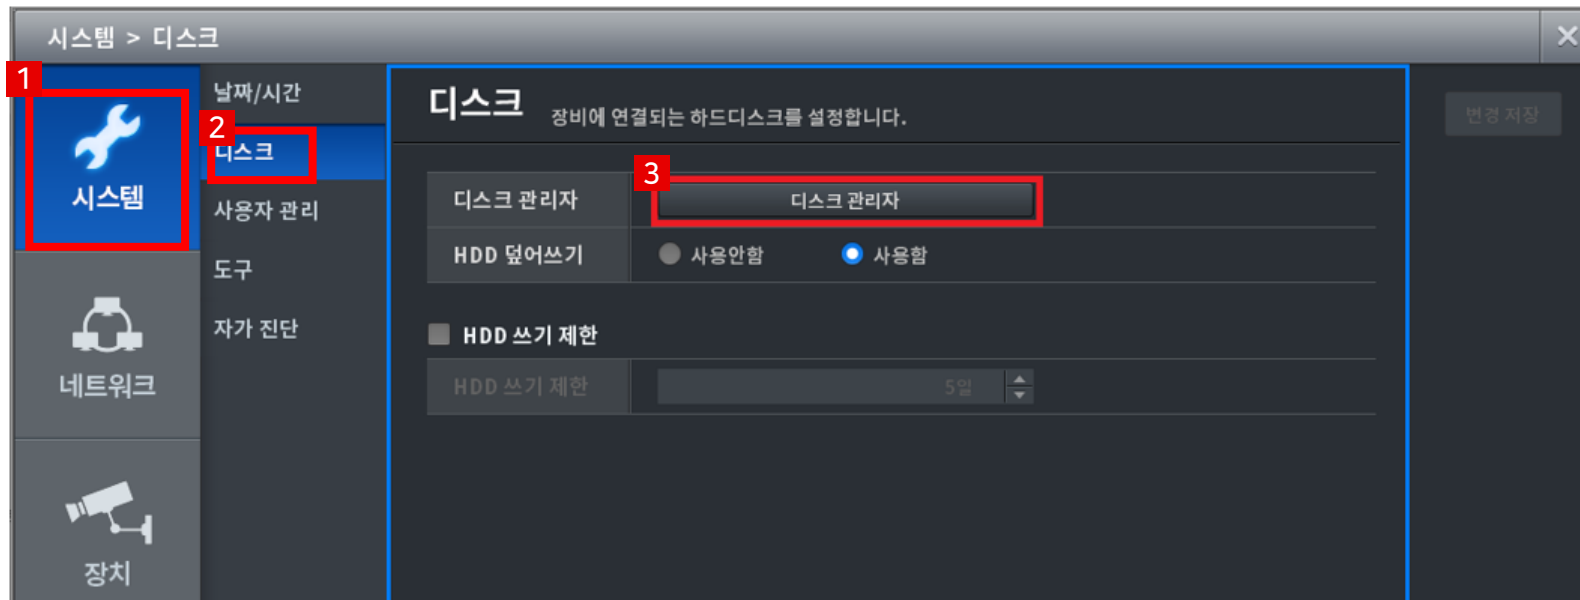 시스템 > 디스크
1
시스템
네트워크
장치
날짜/시간
2
디스크
사용자 관리
도구
자가 진단
디스크 장비에 연결되는 하드디스크를 설정합니다.
3
디스크 관리자 디스크 관리자
HDD 덮어쓰기 사용안함 사용함
HDD 쓰기 제한
HDD 쓰기 제한 5일
변경 저장